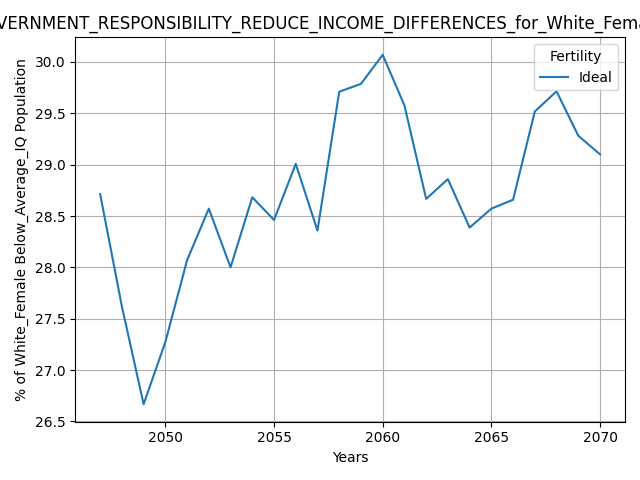 VERNMENT_RESPONSIBILITY_REDUCE_INCOME_DIFFERENCES_for_White_Fema
Fertility
Ideal
% of White_Female Below_Average_IQ Population
30.0
29.5
29.0
28.5
28.0
27.5
27.0
26.5
2050 2055 2060 2065 2070
Years